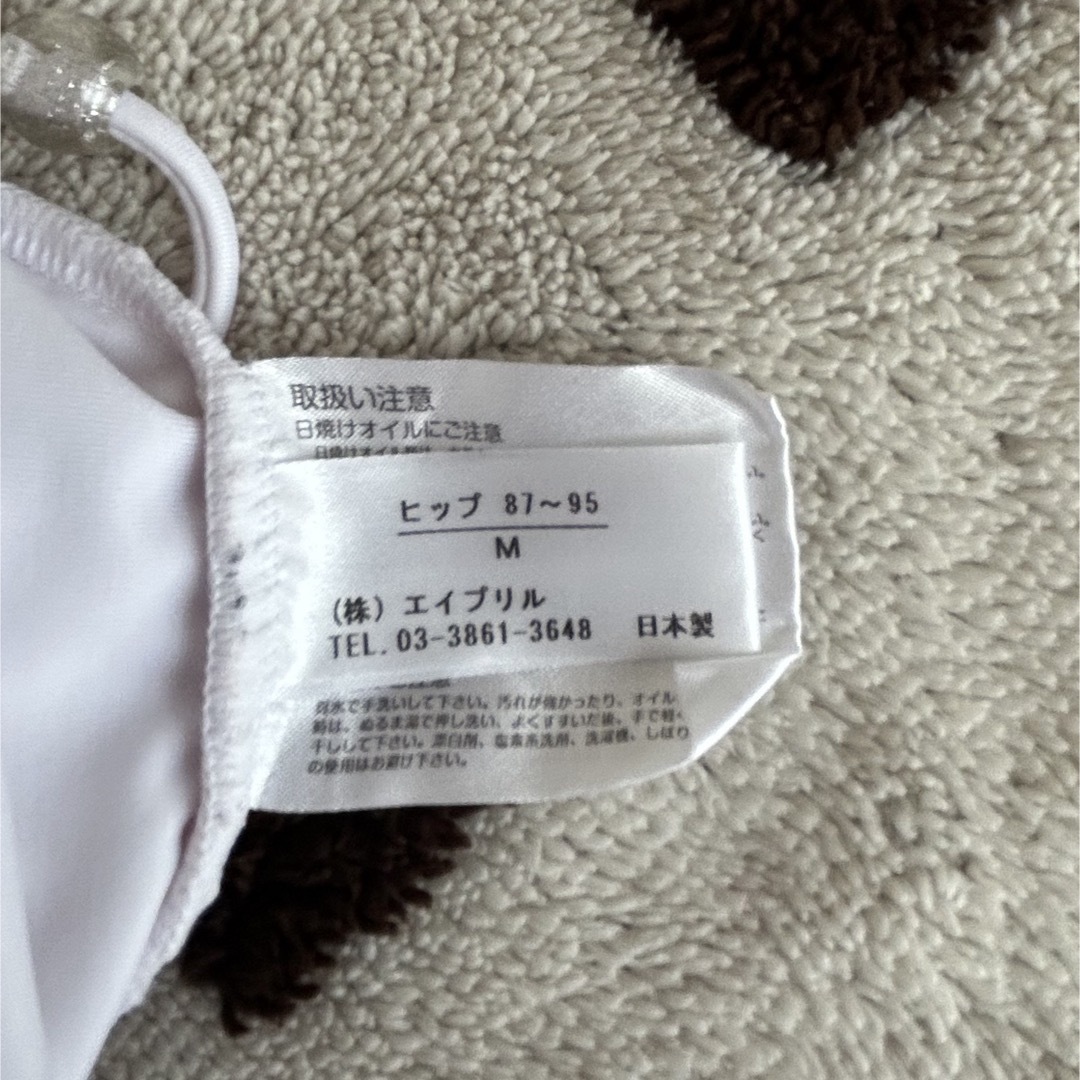 取扱い注意
日焼けオイルにご注意
ヒップ 87～95
M
(株) エイプリル
TEL. 03-3861-3648 日本製
水で手洗いして下さい。汚れが強かったり、オイル
時は、ぬるま湯で押し洗い、よくすすいだ後、手で軽く
干しして下さい。漂白剤、塩素系洗剤、洗濯機、しぼり
の使用はお避け下さい。